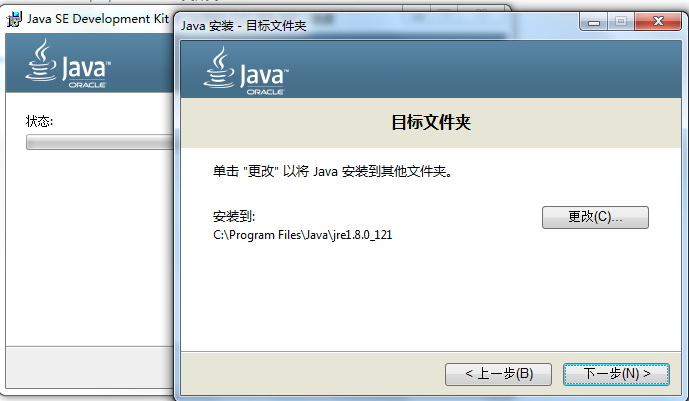 Java SE Development Kit
Java™
ORACLE
状态:
Java 安装 - 目标文件夹
Java™
ORACLE
目标文件夹
单击 "更改" 以将 Java 安装到其他文件夹。
安装到:
更改(C)...
C:\Program Files\Java\jre1.8.0_121
< 上一步(B)
下一步(N) >